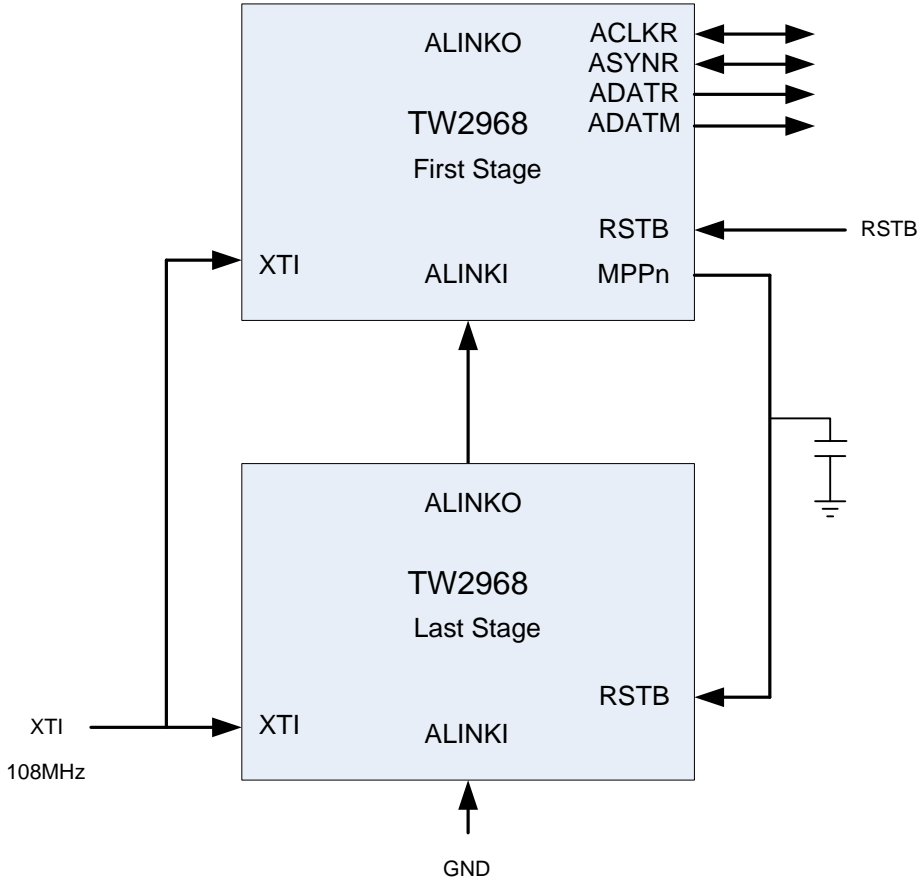 ALINKO
ACLKR
ASYNR
ADATR
ADATM
TW2968
First Stage
RSTB
RSTB
XTI
ALINKI
MPPn
ALINKO
TW2968
Last Stage
RSTB
XTI
XTI
ALINKI
108MHz
GND